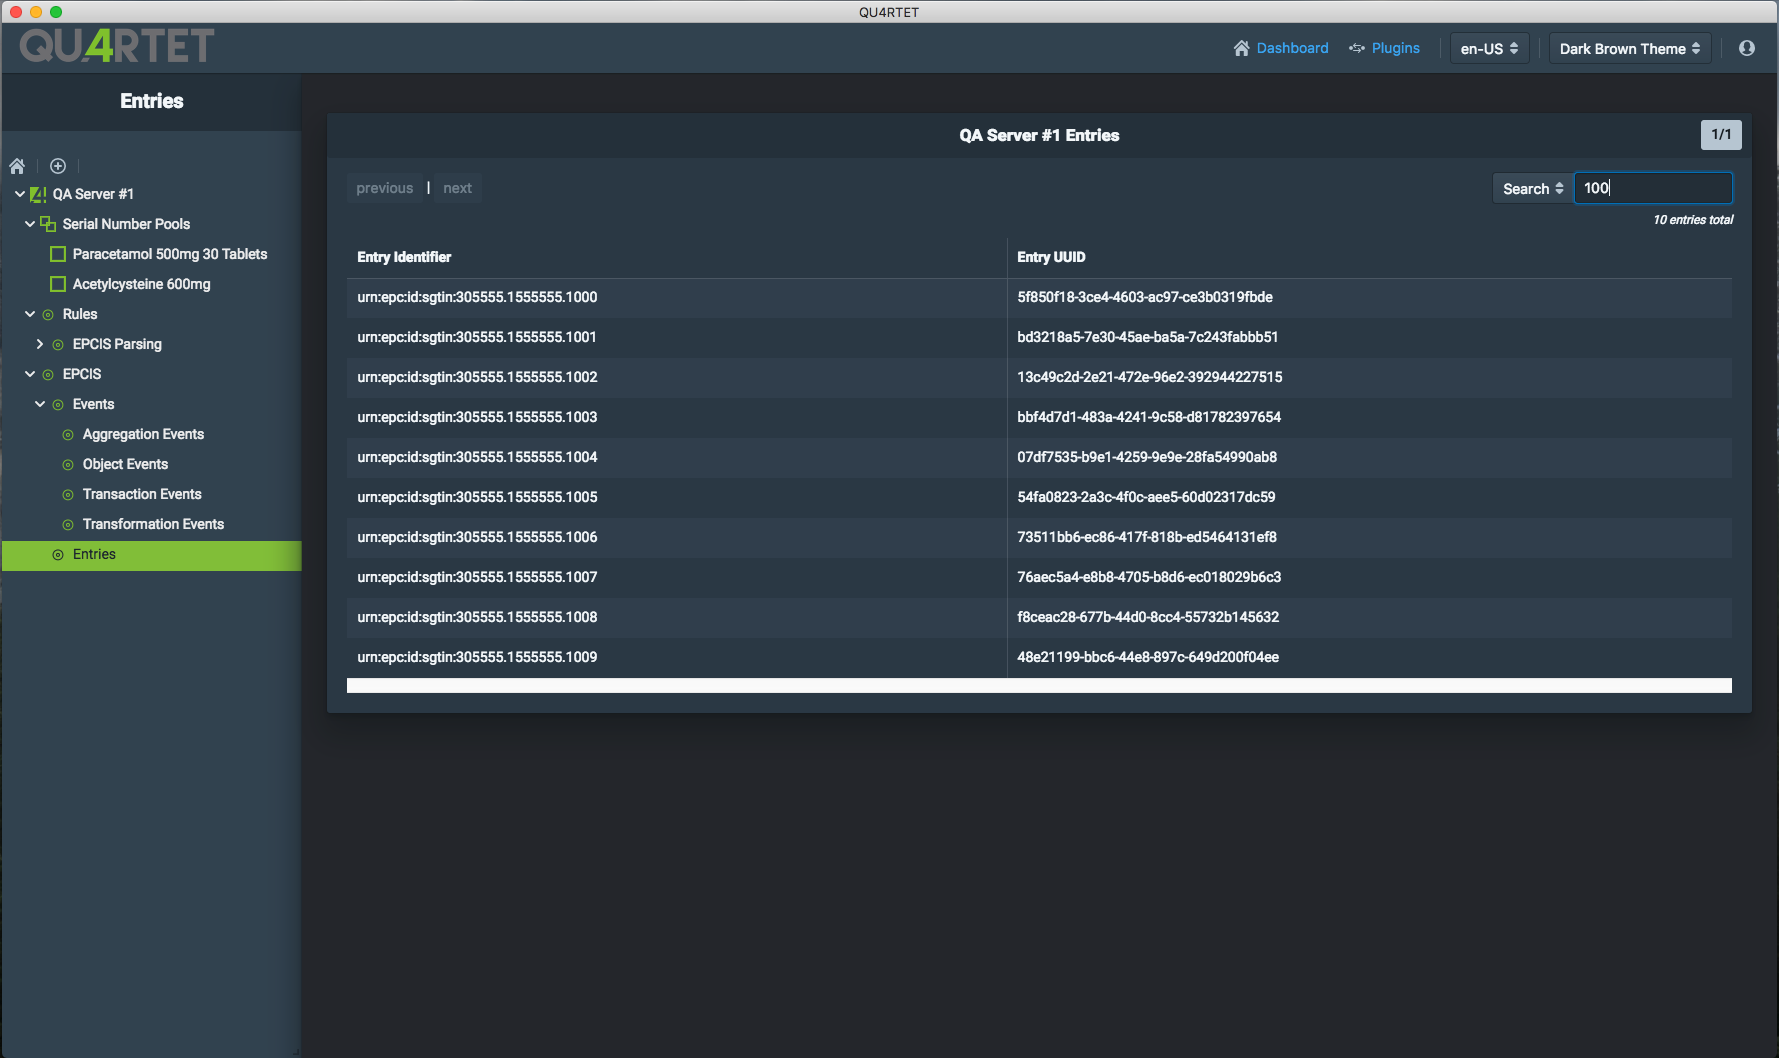 QU4RTET
QU4RTET
Dashboard
Plugins
en-US
Dark Brown Theme
Entries
QA Server #1
Serial Number Pools
Paracetamol 500mg 30 Tablets
Acetylcysteine 600mg
Rules
EPCIS Parsing
EPCIS
Events
Aggregation Events
Object Events
Transaction Events
Transformation Events
Entries
QA Server #1 Entries
1/1
previous | next
Search
100
10 entries total
Entry Identifier Entry UUID
urn:epc:id:sgtin:305555.1555555.1000 5f850f18-3ce4-4603-ac97-ce3b0319fbde
urn:epc:id:sgtin:305555.1555555.1001 bd3218a5-7e30-45ae-ba5a-7c243fabbb51
urn:epc:id:sgtin:305555.1555555.1002 13c49c2d-2e21-472e-96e2-392944227515
urn:epc:id:sgtin:305555.1555555.1003 bbf4d7d1-483a-4241-9c58-d81782397654
urn:epc:id:sgtin:305555.1555555.1004 07df7535-b9e1-4259-9e9e-28fa54990ab8
urn:epc:id:sgtin:305555.1555555.1005 54fa0823-2a3c-4f0c-aee5-60d02317dc59
urn:epc:id:sgtin:305555.1555555.1006 73511bb6-ec86-417f-818b-ed5464131ef8
urn:epc:id:sgtin:305555.1555555.1007 76aec5a4-e8b8-4705-b8d6-ec018029b6c3
urn:epc:id:sgtin:305555.1555555.1008 f8ceac28-677b-44d0-8cc4-55732b145632
urn:epc:id:sgtin:305555.1555555.1009 48e21199-bbc6-44e8-897c-649d200f04ee